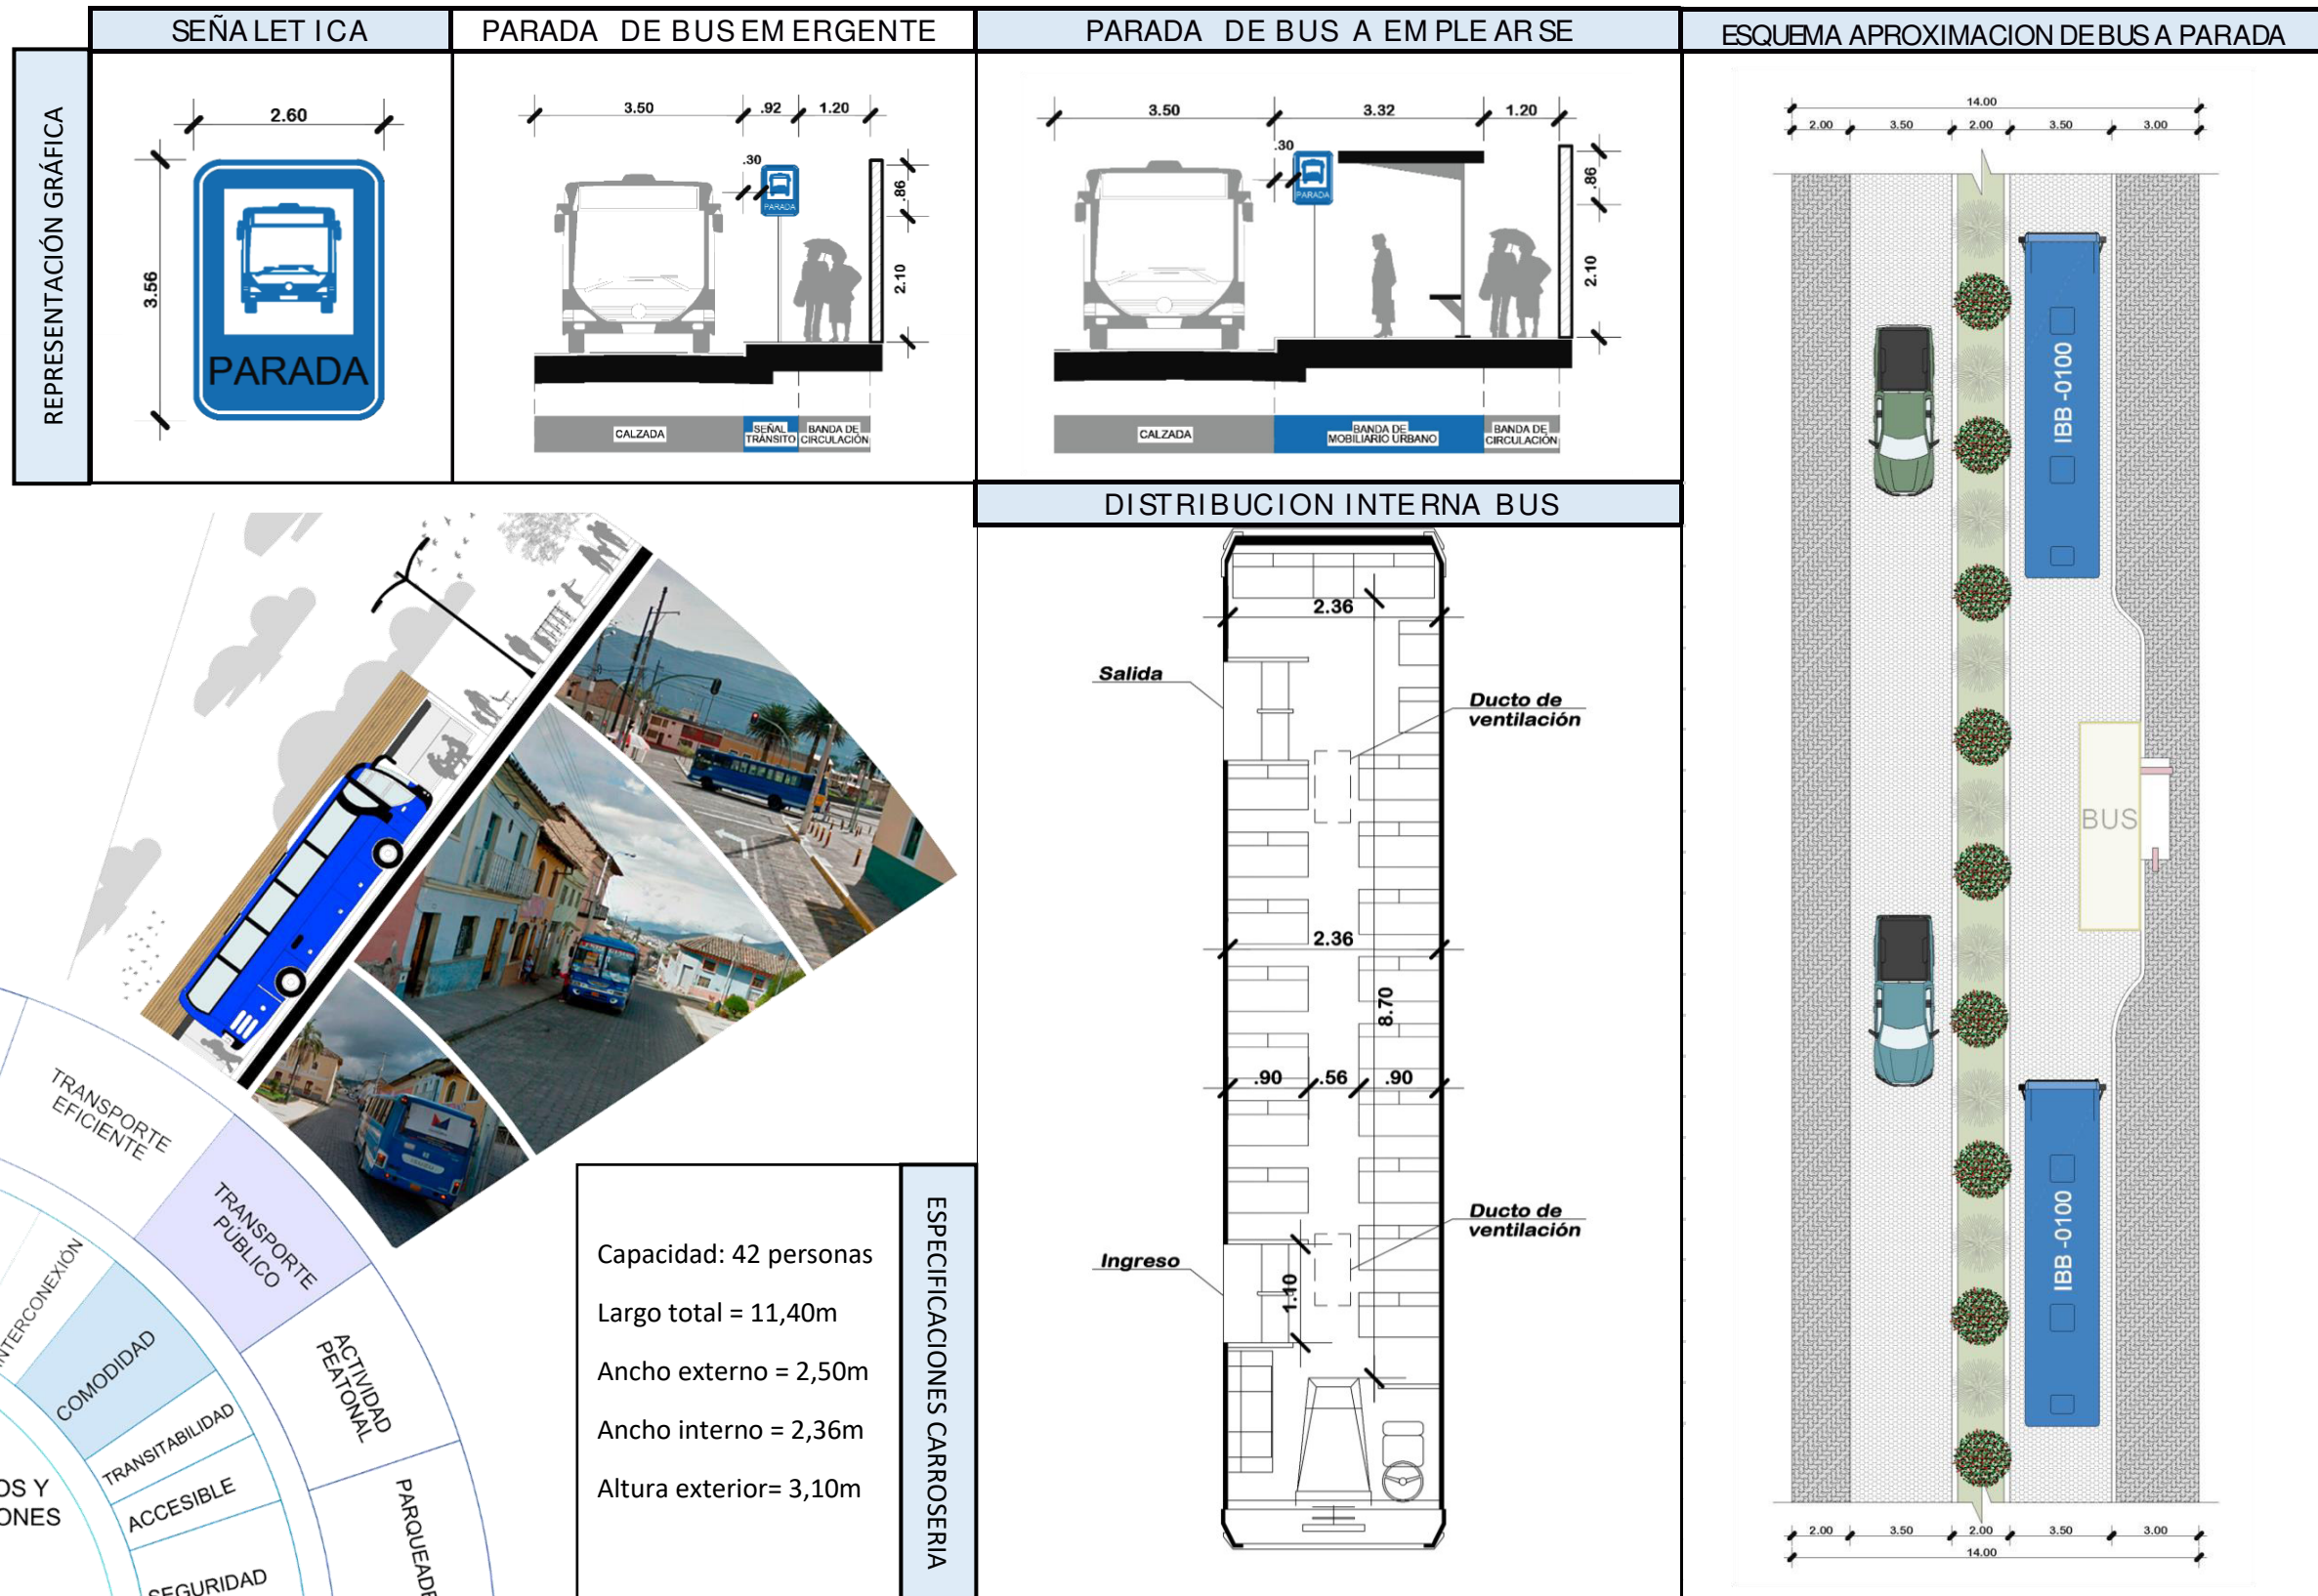 SEÑALETICA
PARADA DE BUS EMERGENTE
PARADA DE BUS A EMPLEARSE
ESQUEMA APROXIMACION DE BUS A PARADA
REPRESENTACIÓN GRÁFICA
2.60
3.56
PARADA
3.50
.92
1.20
.30
.86
2.10
PARADA
CALZADA
SEÑAL
TRÁNSITO
BANDA DE
CIRCULACIÓN
3.50
3.32
1.20
.30
.86
2.10
PARADA
CALZADA
BANDA DE
MOBILIARIO URBANO
BANDA DE
CIRCULACIÓN
14.00
2.00
3.50
2.00
3.50
3.00
IBB -0100
BUS
IBB -0100
2.00
3.50
2.00
3.50
3.00
14.00
DISTRIBUCION INTERNA BUS
2.36
Salida
Ducto de
ventilación
2.36
8.70
.90
.56
.90
Ducto de
ventilación
Ingreso
1.10
TRANSPORTE
EFICIENTE
TRANSPORTE
PÚBLICO
ACTIVIDAD
PEATONAL
COMODIDAD
TRANSITABILIDAD
ACCESIBLE
SEGURIDAD
NTERCONEXIÓN
PARQUEADE
OS Y
ONES
Capacidad: 42 personas
Largo total = 11,40m
Ancho externo = 2,50m
Ancho interno = 2,36m
Altura exterior= 3,10m
ESPECIFICACIONES CARROSERIA